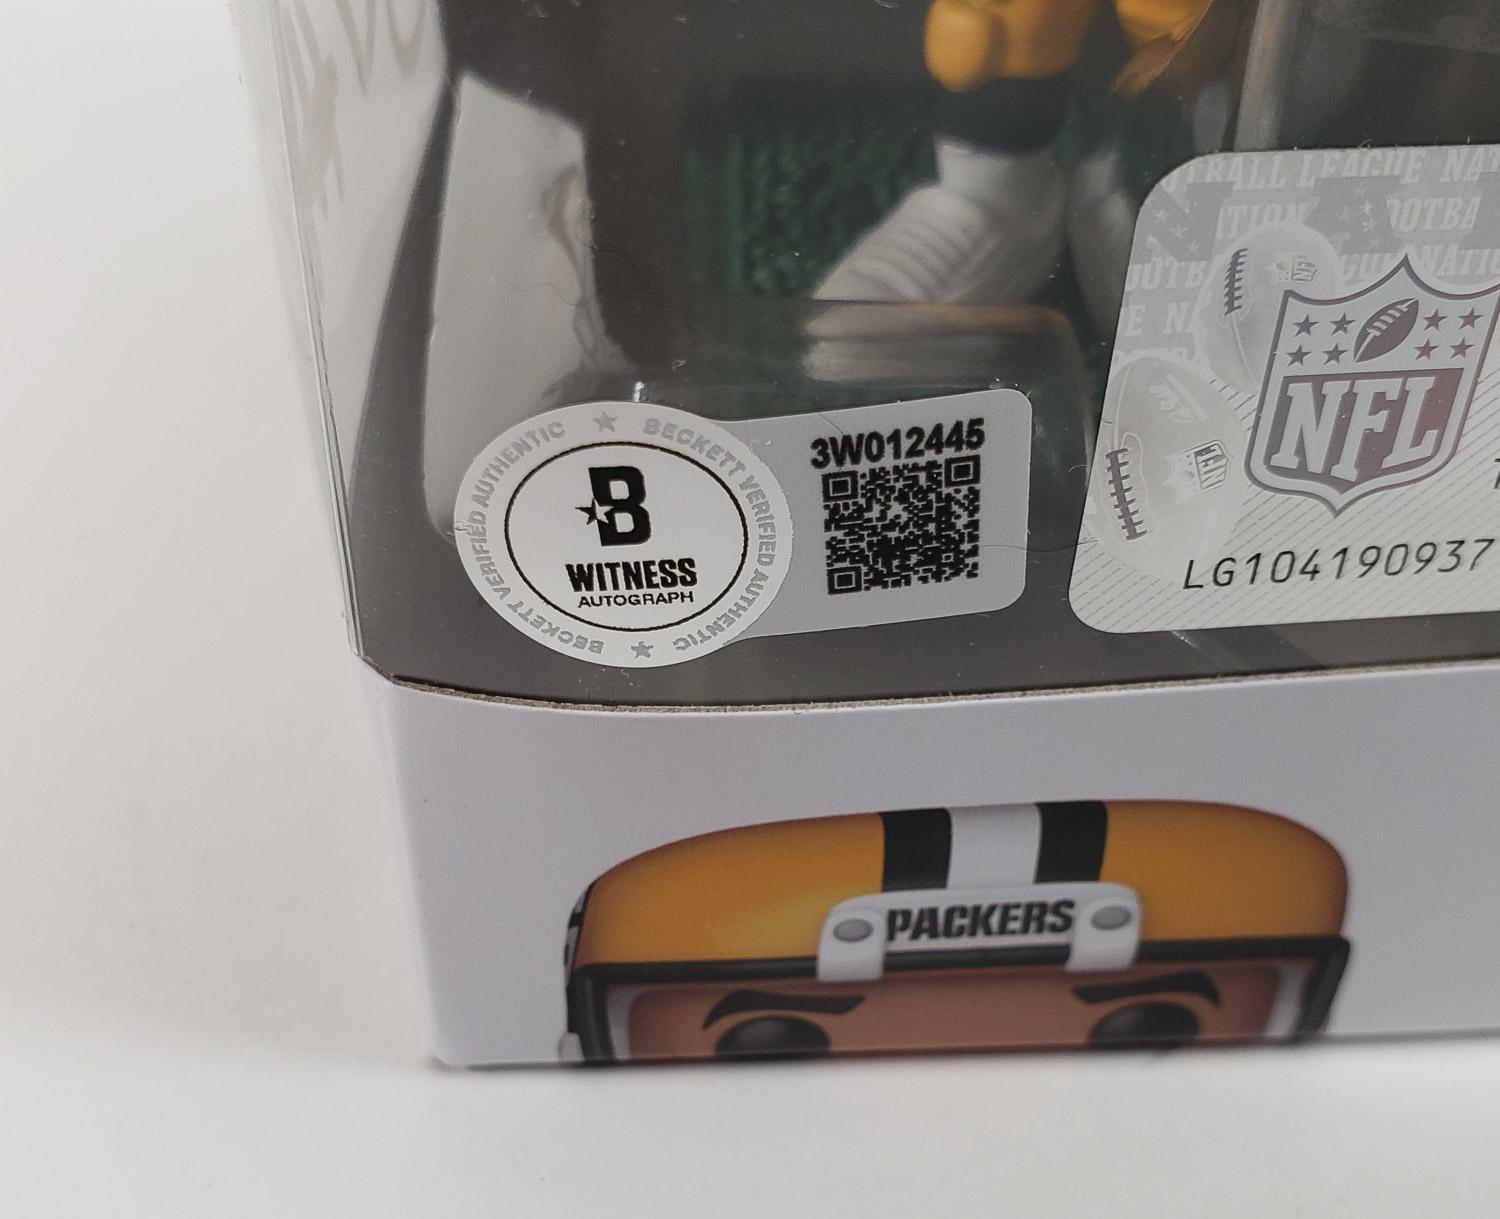 BECKETT VERIFIED AUTHENTIC ★ BECKETT VERIFIED AUTHENTIC ★
B
WITNESS
AUTOGRAPH
3W012445
NFL
LG104190937
PACKERS